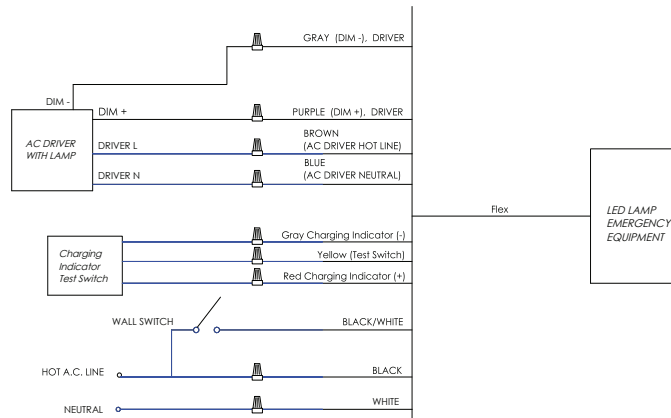 GRAY (DIM -), DRIVER
DIM -
DIM +
PURPLE (DIM +), DRIVER
AC DRIVER
WITH LAMP
DRIVER L
BROWN
(AC DRIVER HOT LINE)
DRIVER N
BLUE
(AC DRIVER NEUTRAL)
Flex
LED LAMP
EMERGENCY
EQUIPMENT
Charging
Indicator
Test Switch
Gray Charging Indicator (-)
Yellow (Test Switch)
Red Charging Indicator (+)
WALL SWITCH
BLACK/WHITE
HOT A.C. LINE
BLACK
NEUTRAL
WHITE